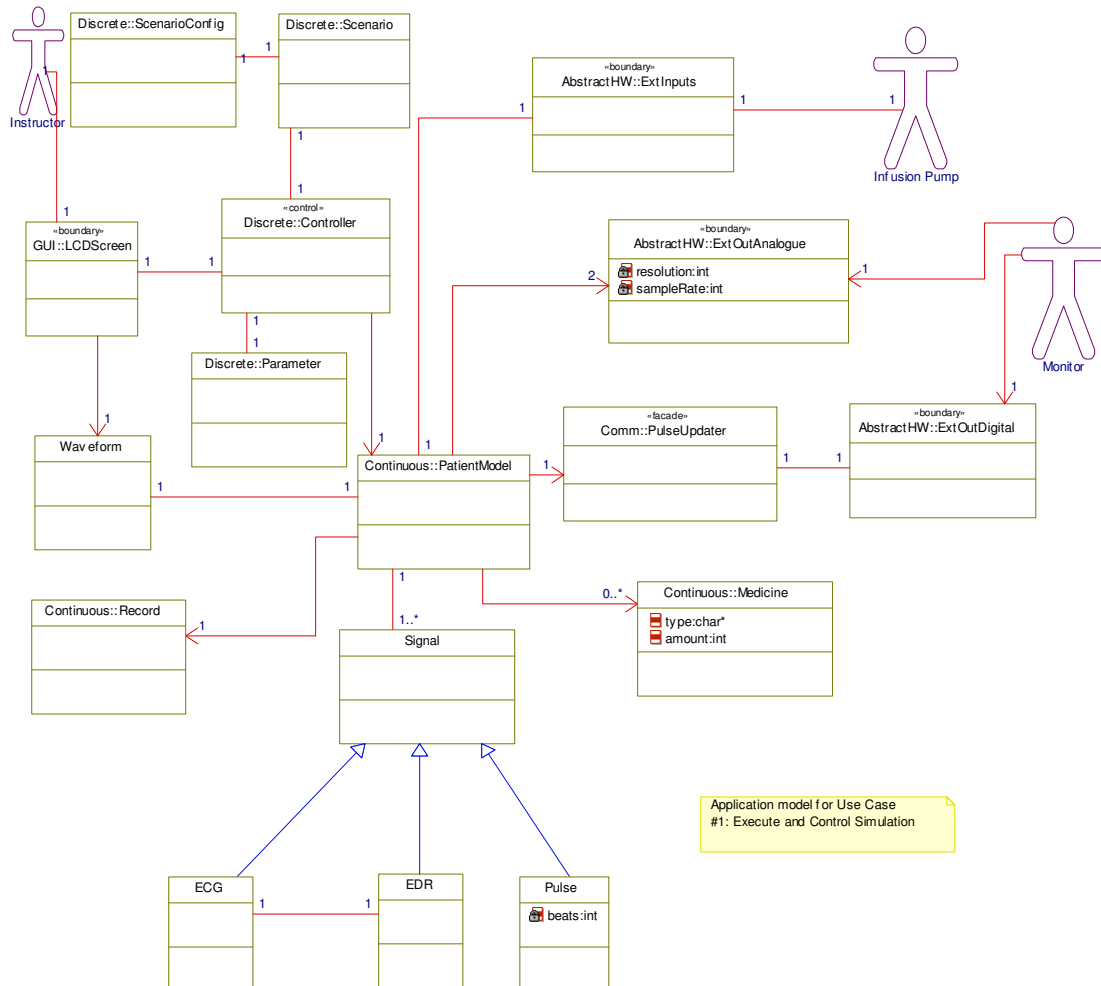 Discrete::ScenarioConfig
Discrete::Scenario
1
1
1
Instructor
«boundary»
AbstractHW::ExtInputs
1
1
1
Infusion Pump
1
1
1
«boundary»
GUI::LCDScreen
«control»
Discrete::Controller
1
1
«boundary»
AbstractHW::ExtOutAnalogue
resolution:int
sampleRate:int
2
1
Monitor
1
1
Discrete::Parameter
1
1
1
Waveform
«facade»
Comm::PulseUpdater
«boundary»
AbstractHW::ExtOutDigital
1
Continuous::PatientModel
1
1
1
1
1
Continuous::Record
1
1
1..*
0..*
Continuous::Medicine
type:char*
amount:int
Signal
Application model for Use Case
#1: Execute and Control Simulation
ECG
1
1
EDR
Pulse
beats:int